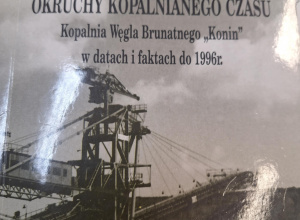 OKRUCHY KOPALNIANEGO CZASU
Kopalnia Węgla Brunatnego „Konin"
w datach i faktach do 1996r.